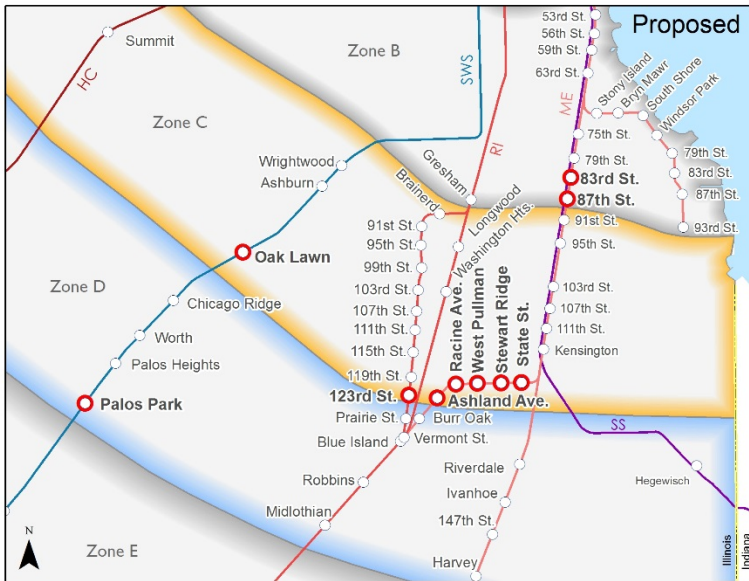 Proposed
53rd St.
56th St.
59th St.
63rd St.
Summit
Zone B
SWS
HC
ME
Stony Island
Bryn Mawr
South Shore
Windsor Park
Zone C
RI
75th St.
79th St.
83rd St.
87th St.
79th St.
83rd St.
87th St.
93rd St.
Wrightwood
Ashburn
Gresham
Brainerd
Longwood
Washington Hts.
91st St.
95th St.
99th St.
103rd St.
107th St.
111th St.
115th St.
119th St.
123rd St.
Prairie St.
Blue Island
91st St.
95th St.
103rd St.
107th St.
111th St.
Kensington
Oak Lawn
Zone D
Chicago Ridge
Worth
Palos Heights
Palos Park
Racine Ave.
West Pullman
Stewart Ridge
State St.
Ashland Ave.
Burr Oak
Vermont St.
SS
Riverdale
Ivanhoe
147th St.
Harvey
Hegewisch
Robbins
Midlothian
N
Zone E
Illinois
Indiana